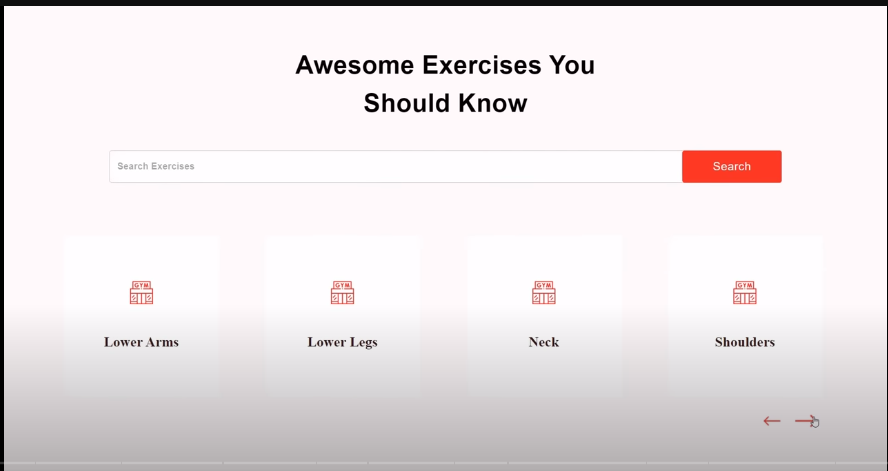 Awesome Exercises You
Should Know
Search Exercises
Search
GYM
GYM
GYM
GYM
Lower Arms
Lower Legs
Neck
Shoulders